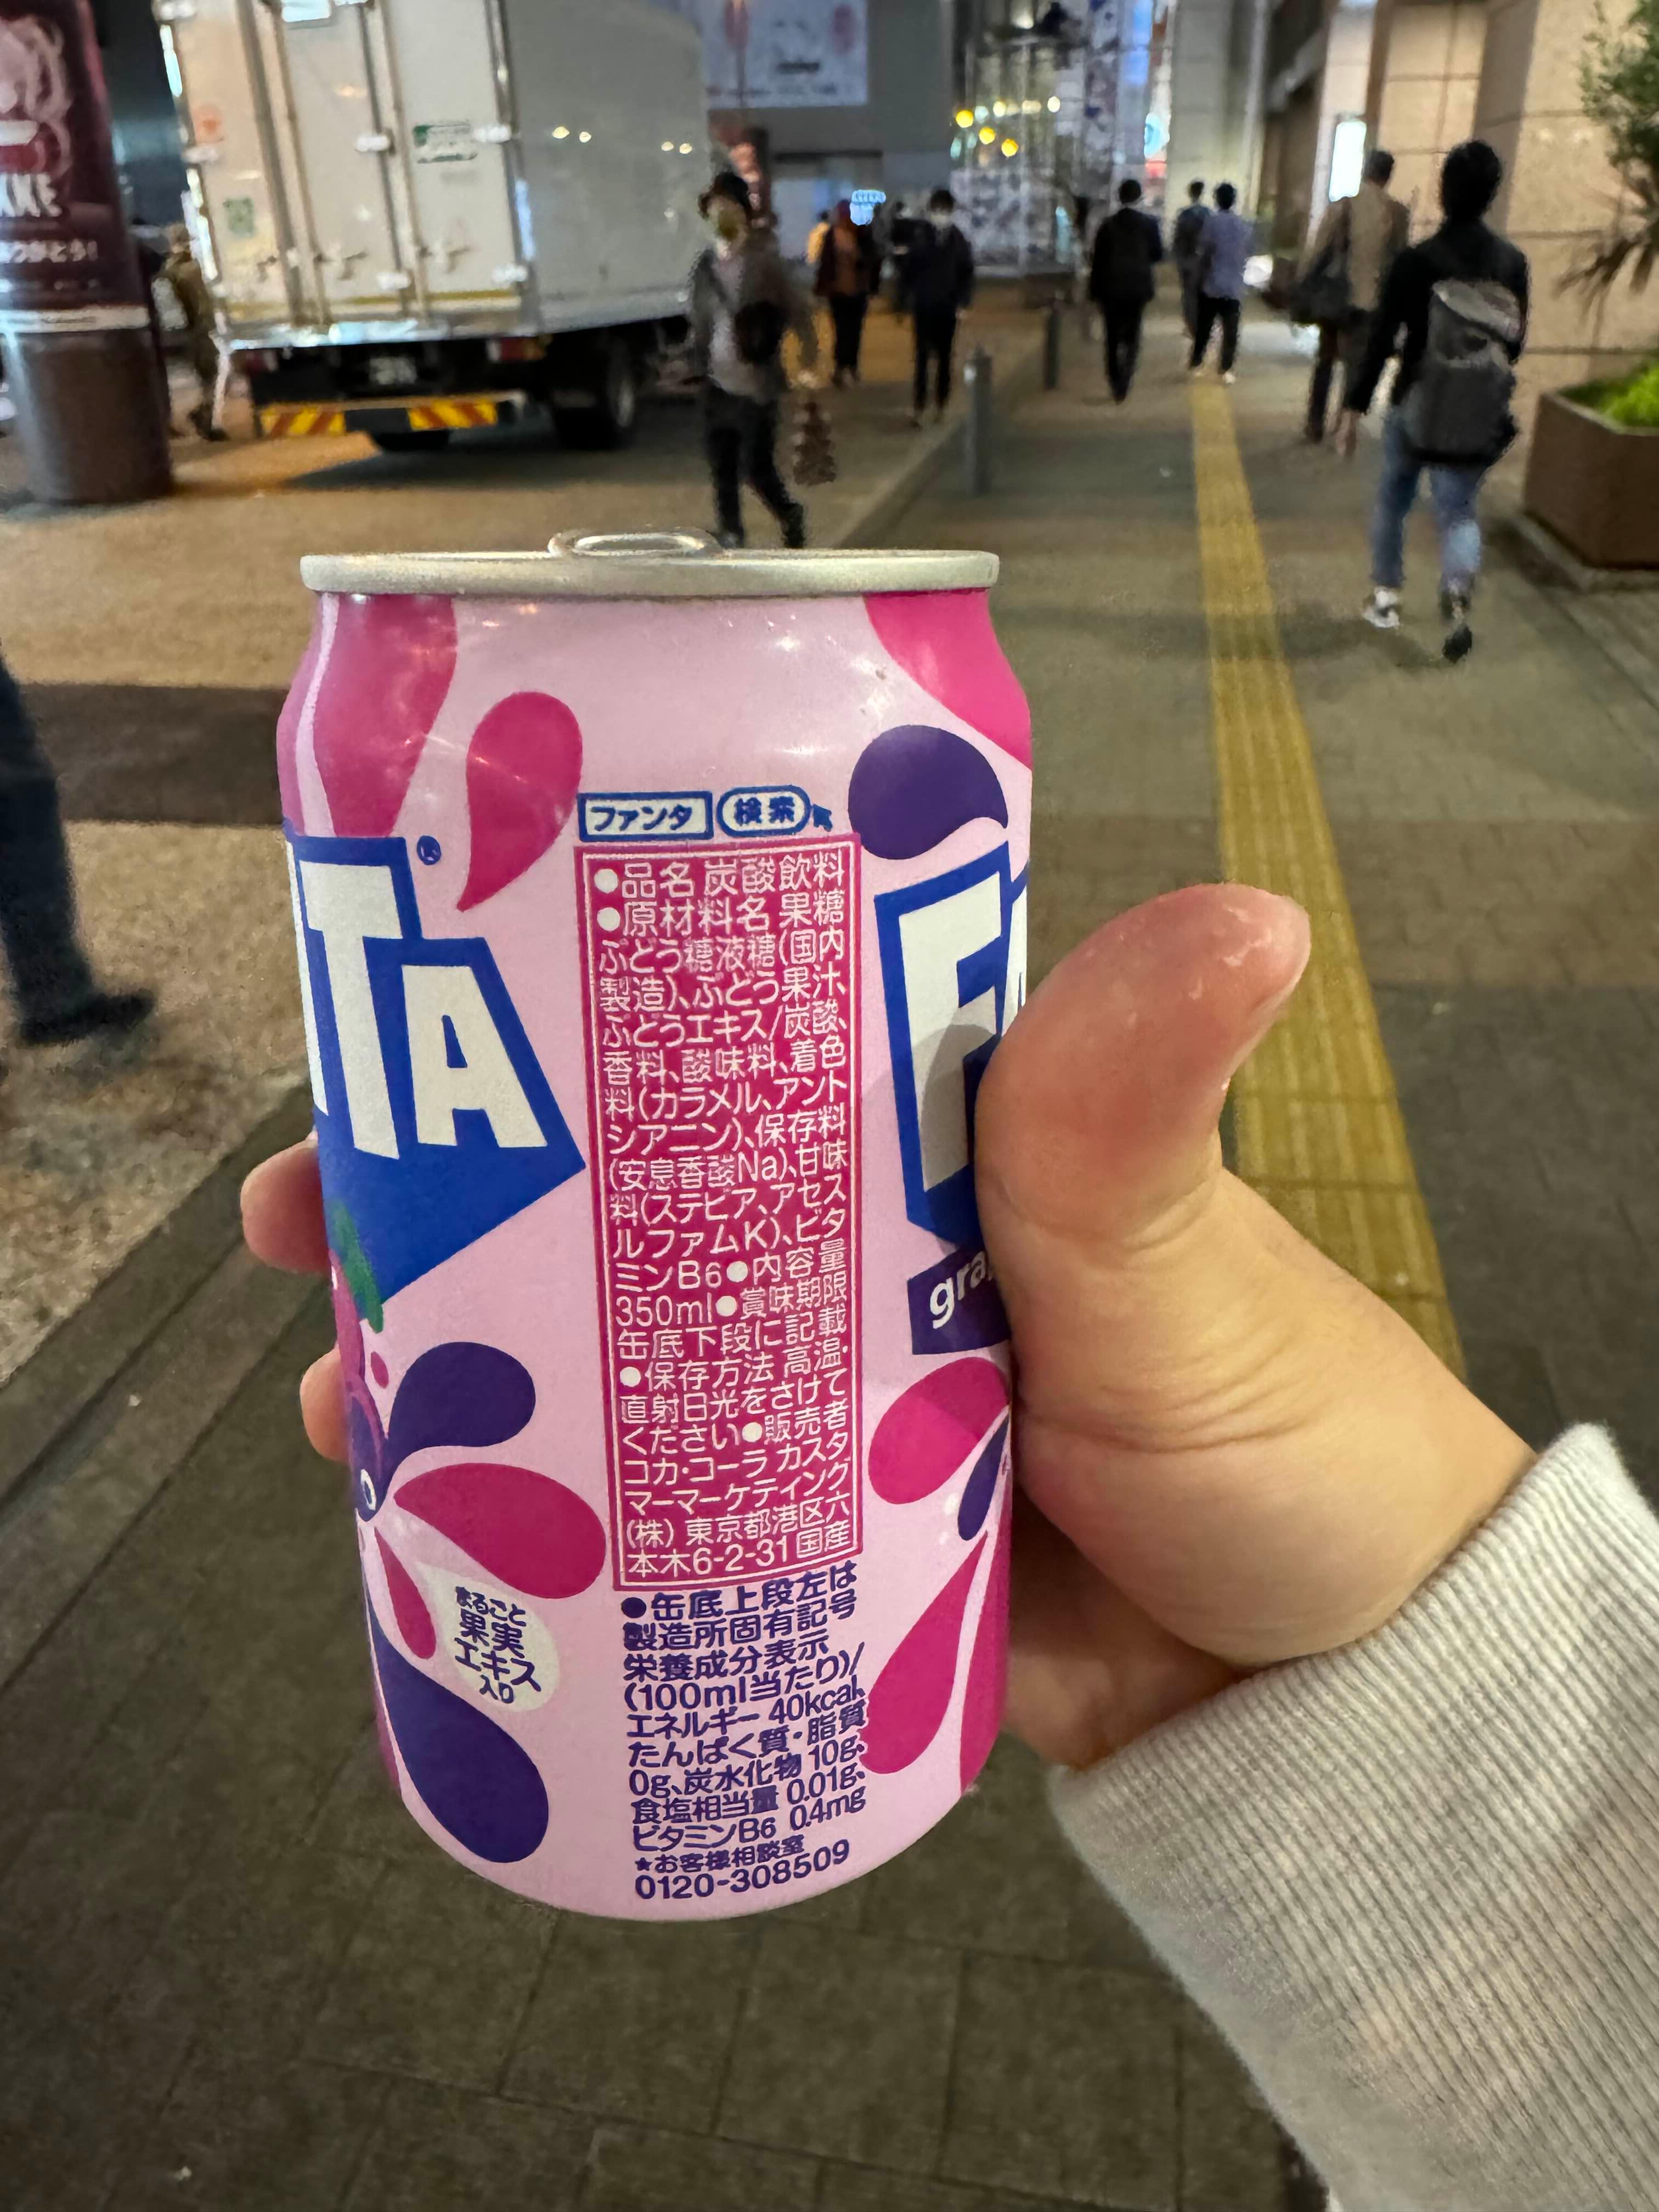 ファンタ 検索
●品名 炭酸飲料
●原材料名 果糖
ぶどう糖液糖(国内
製造)、ぶどう果汁、
ぶどうエキス/炭酸、
香料、酸味料、着色
料(カラメル、アント
シアニン)、保存料
(安息香酸Na)、甘味
料(ステビア、アセス
ルファムK)、ビタ
ミンB6●内容量
350ml●賞味期限
缶底下段に記載
●保存方法 高温・
直射日光をさけて
ください●販売者
コカ・コーラ カスタ
マーマーケティング
(株) 東京都港区六
本木6-2-31 国産
●缶底上段左は
製造所固有記号
栄養成分表示
(100ml当たり)/
エネルギー 40kcal、
たんぱく質・脂質
0g、炭水化物 10g、
食塩相当量 0.01g、
ビタミンB6 0.4mg
★お客様相談室
0120-308509
TA®
まるごと
果実
エキス
入り
F
gra